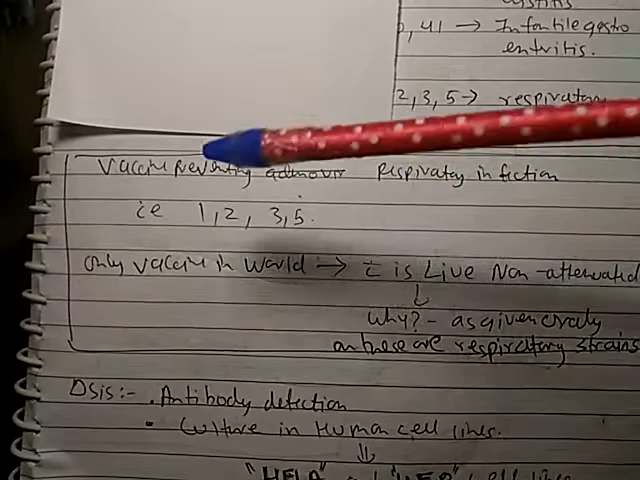 , 41 → Infantile gastro
entritis.
2, 3, 5 → respiratory
Vaccine preventing adenovir Respiratory infection
ie 1, 2, 3, 5.
Only vaccine in World → c̄ is Live Non-attenuated
↓
Why? - as given orally
on these are respiratory strains
Dsis:- . Antibody detection
• Culture in Human cell lines.
⇓
"HELA"